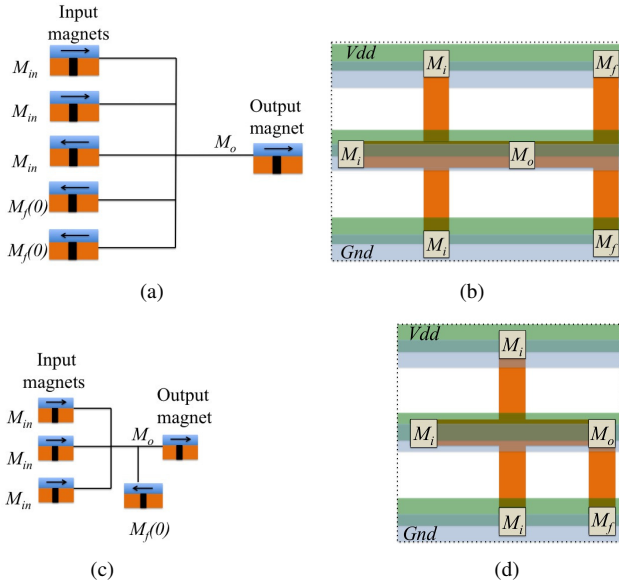 Input
magnets
M_in
M_in
M_in
M_f(0)
M_f(0)
M_o
Output
magnet
(a)
Vdd
M_i
M_f
M_i
M_o
Gnd
M_i
M_f
(b)
Input
magnets
M_in
M_in
M_in
M_o
Output
magnet
M_f(0)
(c)
Vdd
M_i
M_i
M_o
Gnd
M_i
M_f
(d)